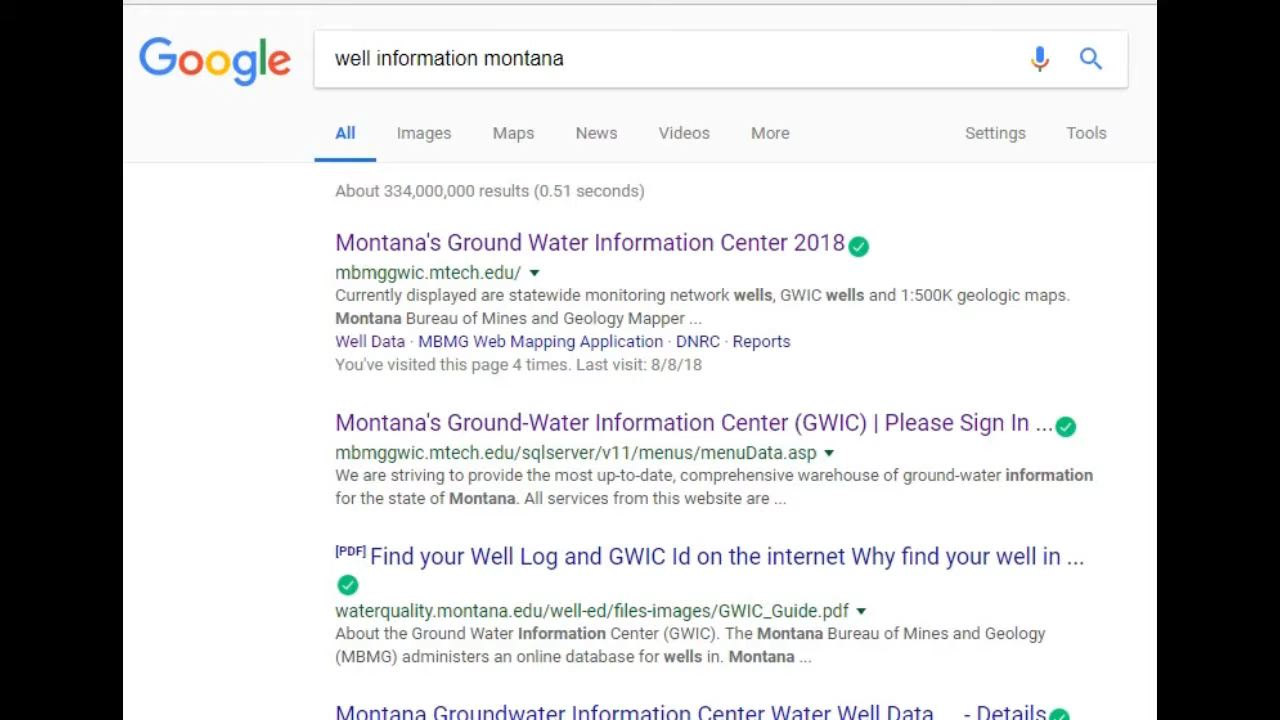 Google
well information montana
All Images Maps News Videos More Settings Tools
About 334,000,000 results (0.51 seconds)
Montana's Ground Water Information Center 2018
mbmggwic.mtech.edu/
Currently displayed are statewide monitoring network wells, GWIC wells and 1:500K geologic maps.
Montana Bureau of Mines and Geology Mapper ...
Well Data · MBMG Web Mapping Application · DNRC · Reports
You've visited this page 4 times. Last visit: 8/8/18
Montana's Ground-Water Information Center (GWIC) | Please Sign In ...
mbmggwic.mtech.edu/sqlserver/v11/menus/menuData.asp
We are striving to provide the most up-to-date, comprehensive warehouse of ground-water information
for the state of Montana. All services from this website are ...
[PDF] Find your Well Log and GWIC Id on the internet Why find your well in ...
waterquality.montana.edu/well-ed/files-images/GWIC_Guide.pdf
About the Ground Water Information Center (GWIC). The Montana Bureau of Mines and Geology
(MBMG) administers an online database for wells in. Montana ...
Montana Groundwater Information Center Water Well Data ... - Details